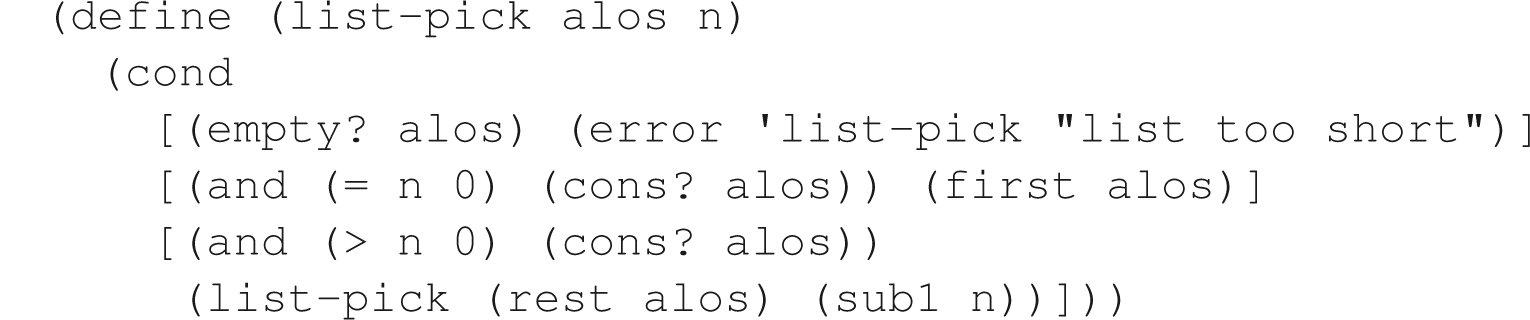 (define (list-pick alos n)
(cond
[(empty? alos) (error 'list-pick "list too short")]
[(and (= n 0) (cons? alos)) (first alos)]
[(and (> n 0) (cons? alos))
(list-pick (rest alos) (sub1 n))]))